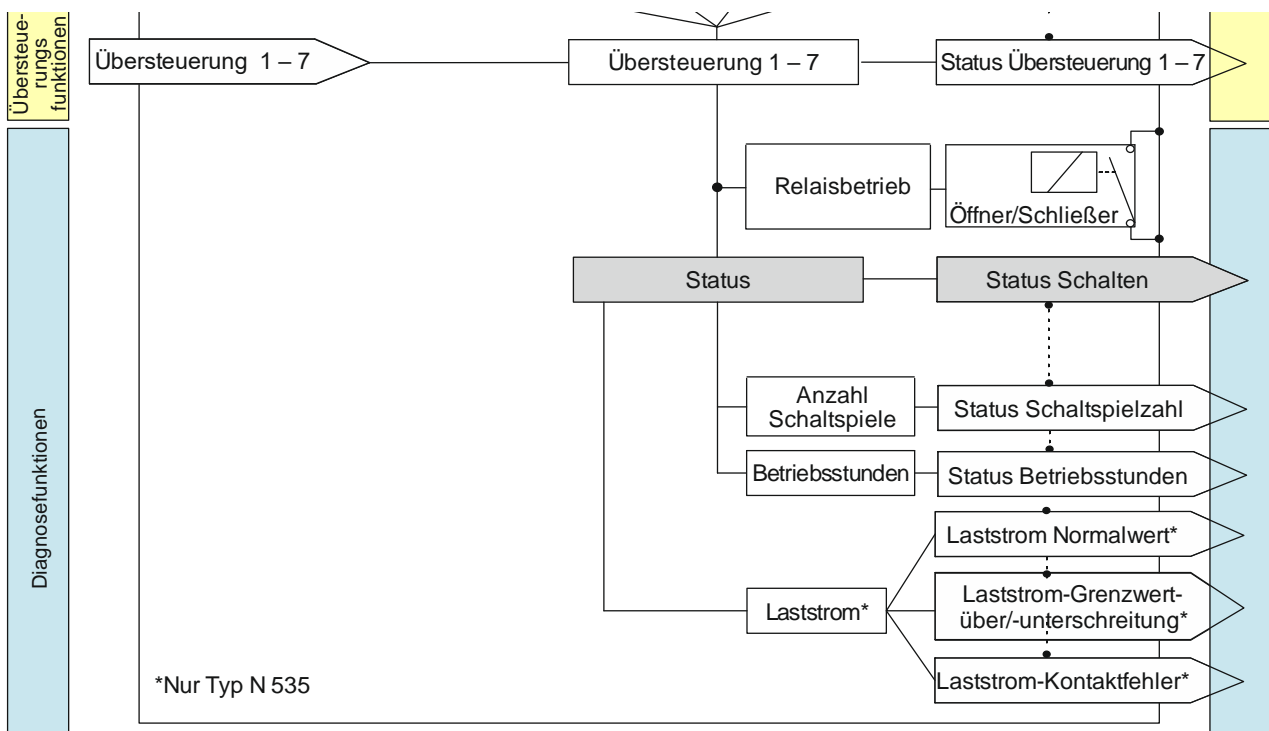 Übersteue-
rungs
funktionen
Übersteuerung 1 – 7
Übersteuerung 1 – 7
Status Übersteuerung 1 – 7
Relaisbetrieb
Öffner/Schließer
Diagnosefunktionen
Status
Status Schalten
Anzahl
Schaltspiele
Status Schaltspielzahl
Betriebsstunden
Status Betriebsstunden
Laststrom Normalwert*
Laststrom*
Laststrom-Grenzwert-
über/-unterschreitung*
Laststrom-Kontaktfehler*
*Nur Typ N 535